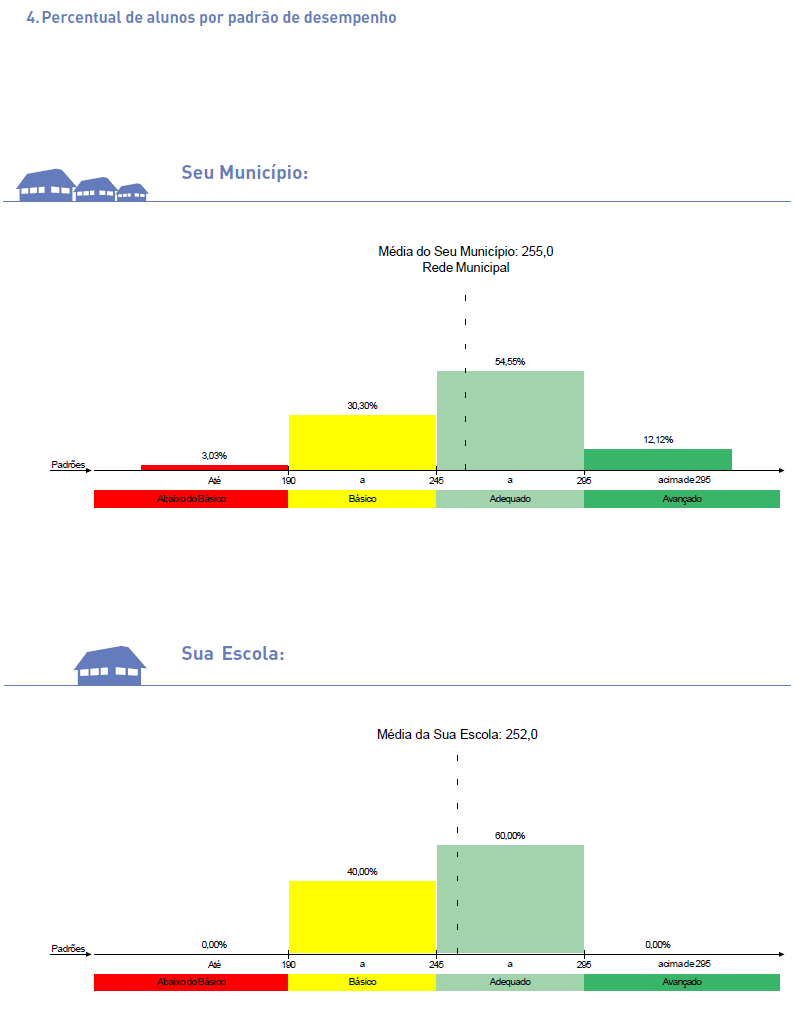 4. Percentual de alunos por padrão de desempenho
Seu Município:
Média do Seu Município: 255,0
Rede Municipal
54,55%
30,30%
12,12%
3,03%
Padrões
Até 190 a 245 a 295 acima de 295
Abaixo do Básico Básico Adequado Avançado
Sua Escola:
Média da Sua Escola: 252,0
60,00%
40,00%
0,00% 0,00%
Padrões
Até 190 a 245 a 295 acima de 295
Abaixo do Básico Básico Adequado Avançado